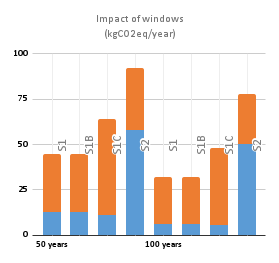 Impact of windows
(kgCO2eq/year)
100
75
50
25
0
S1
S1B
S1C
S2
S1
S1B
S1C
S2
50 years
100 years